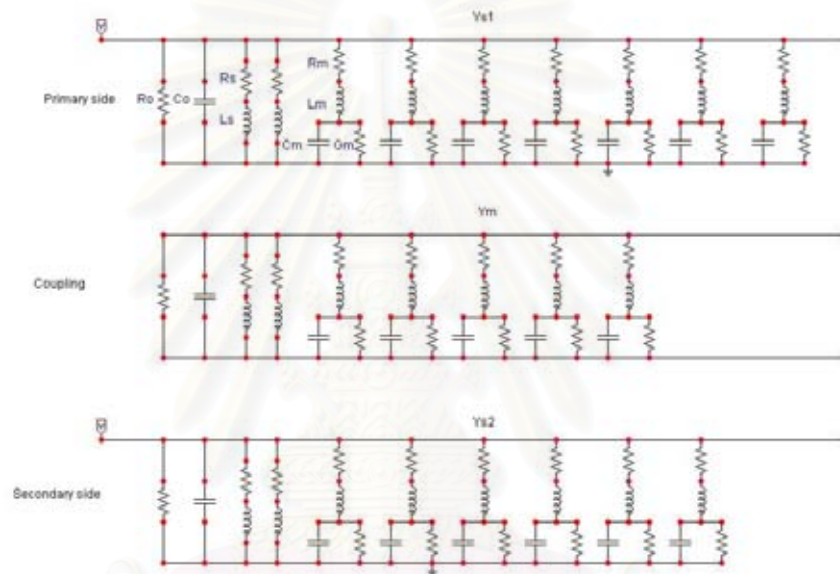 Ys1
Rm
Rs
Primary side
Ro
Co
Lm
Ls
Cm
Gm
Ym
Coupling
Ys2
Secondary side